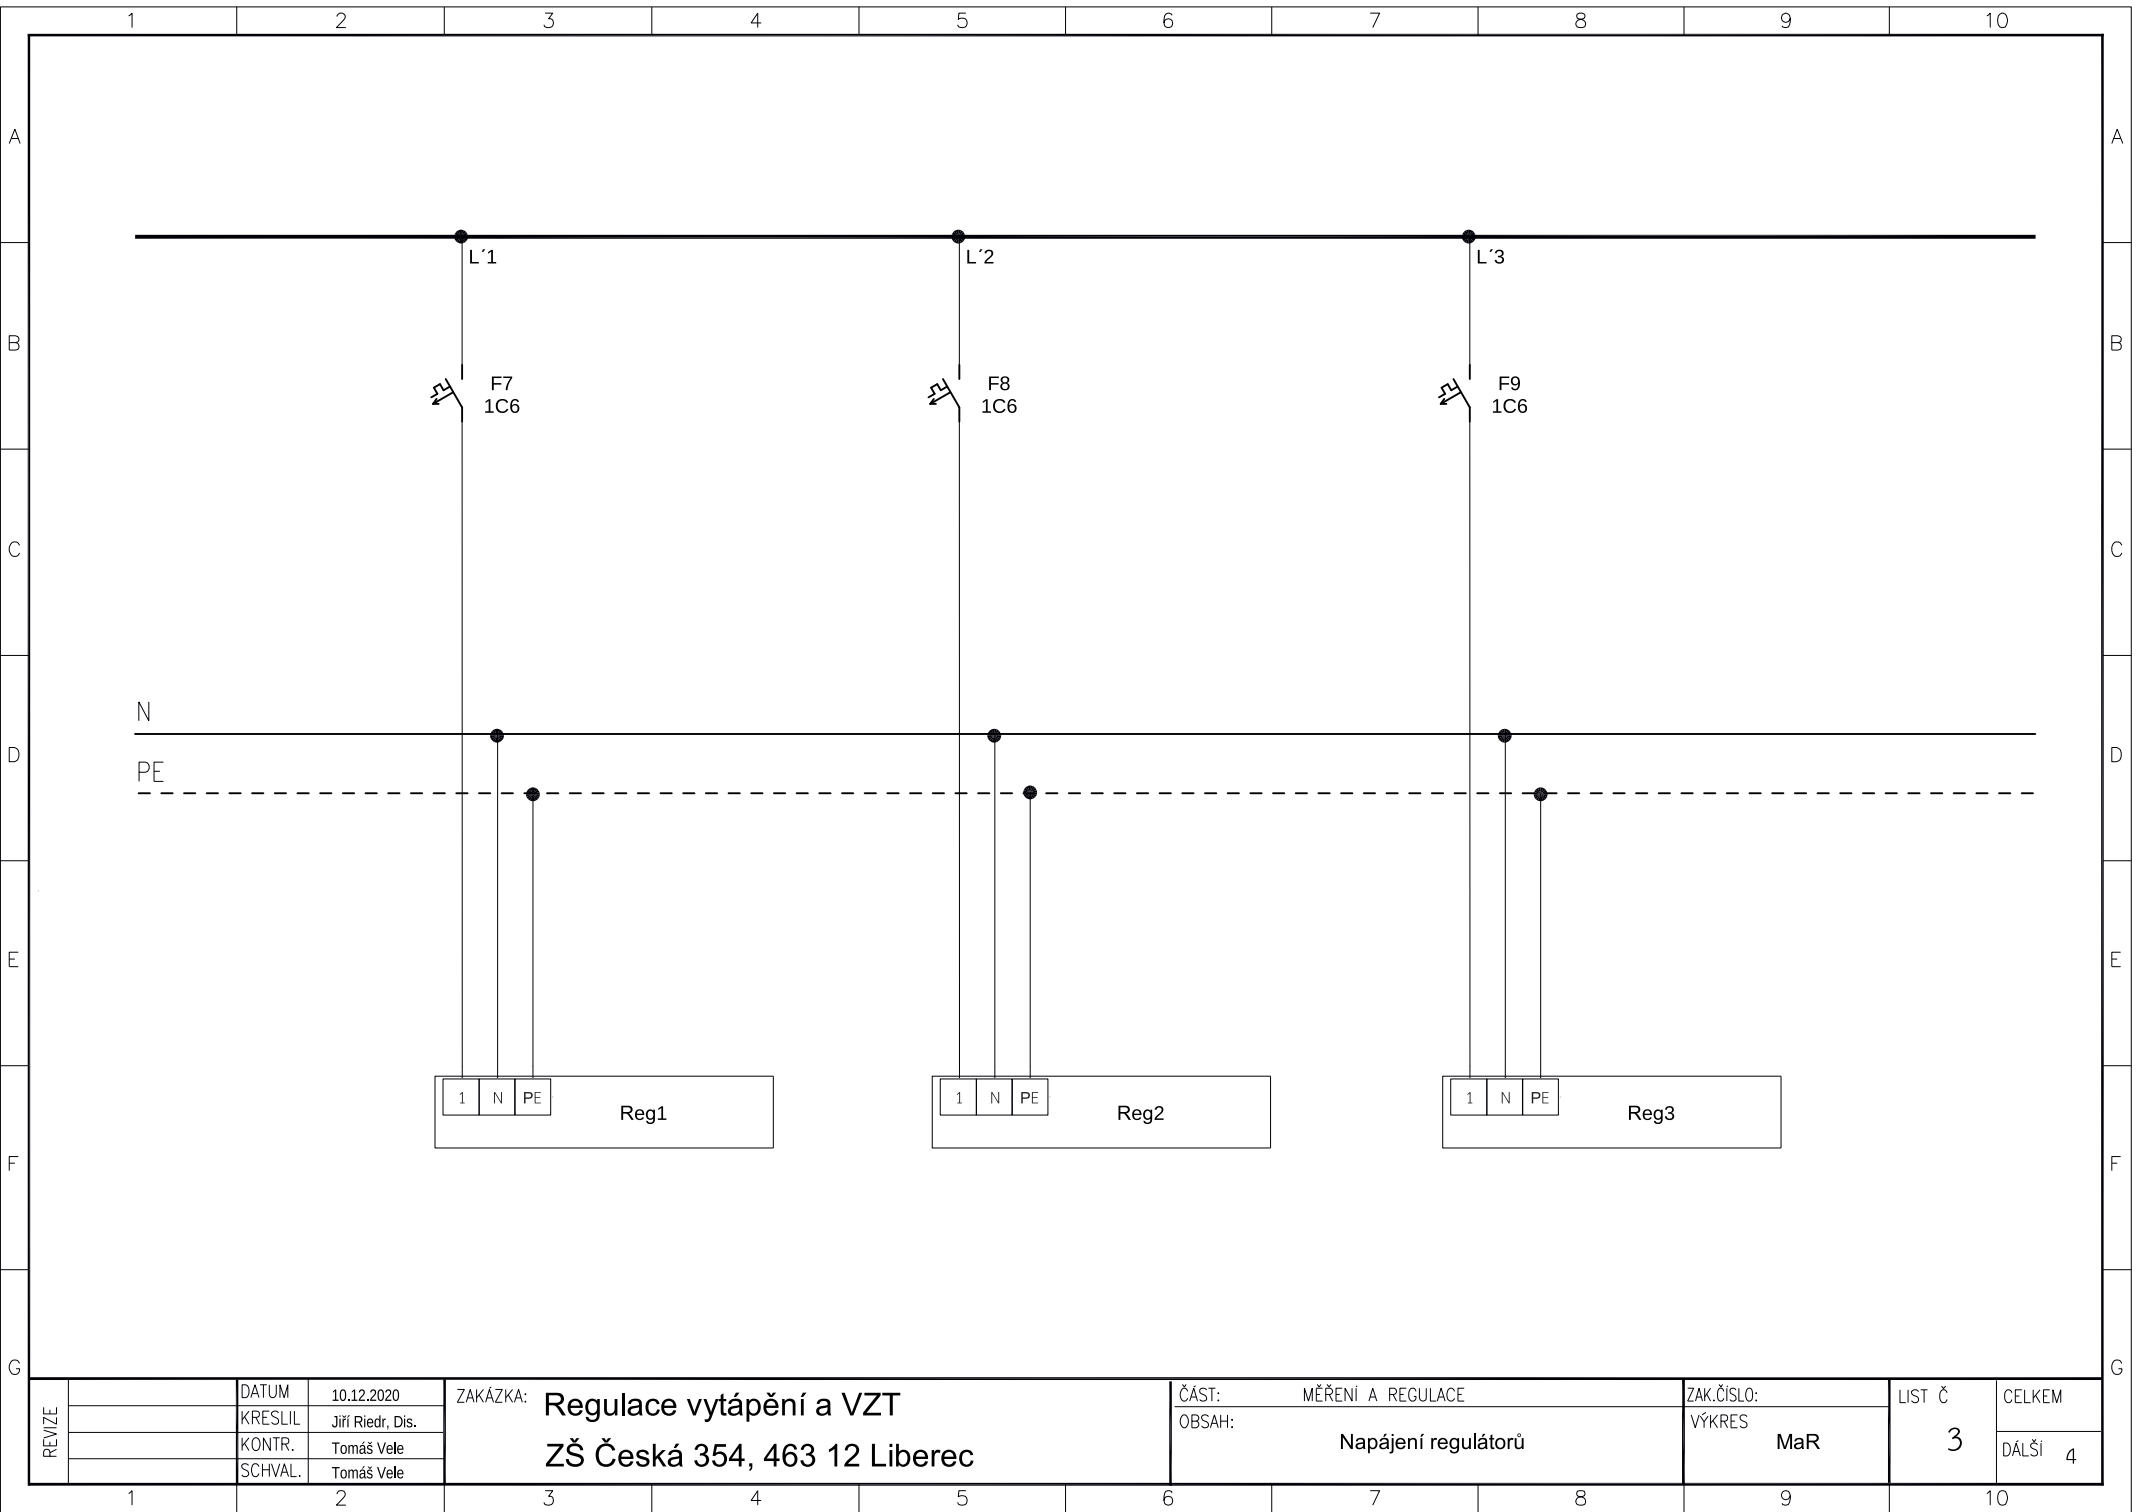 1 2 3 4 5 6 7 8 9 10
A A
L´1 L´2 L´3
B B
F7 F8 F9
1C6 1C6 1C6
C C
N
D D
PE
E E
1 N PE Reg1 1 N PE Reg2 1 N PE Reg3
F F
G G
REVIZE
DATUM 10.12.2020
KRESLIL Jiří Riedr, Dis.
KONTR. Tomáš Vele
SCHVAL. Tomáš Vele
ZAKÁZKA: Regulace vytápění a VZT
ZŠ Česká 354, 463 12 Liberec
ČÁST: MĚŘENÍ A REGULACE
OBSAH:
Napájení regulátorů
ZAK.ČÍSLO:
VÝKRES
MaR
LIST Č
3
CELKEM
DÁLŠÍ 4
1 2 3 4 5 6 7 8 9 10